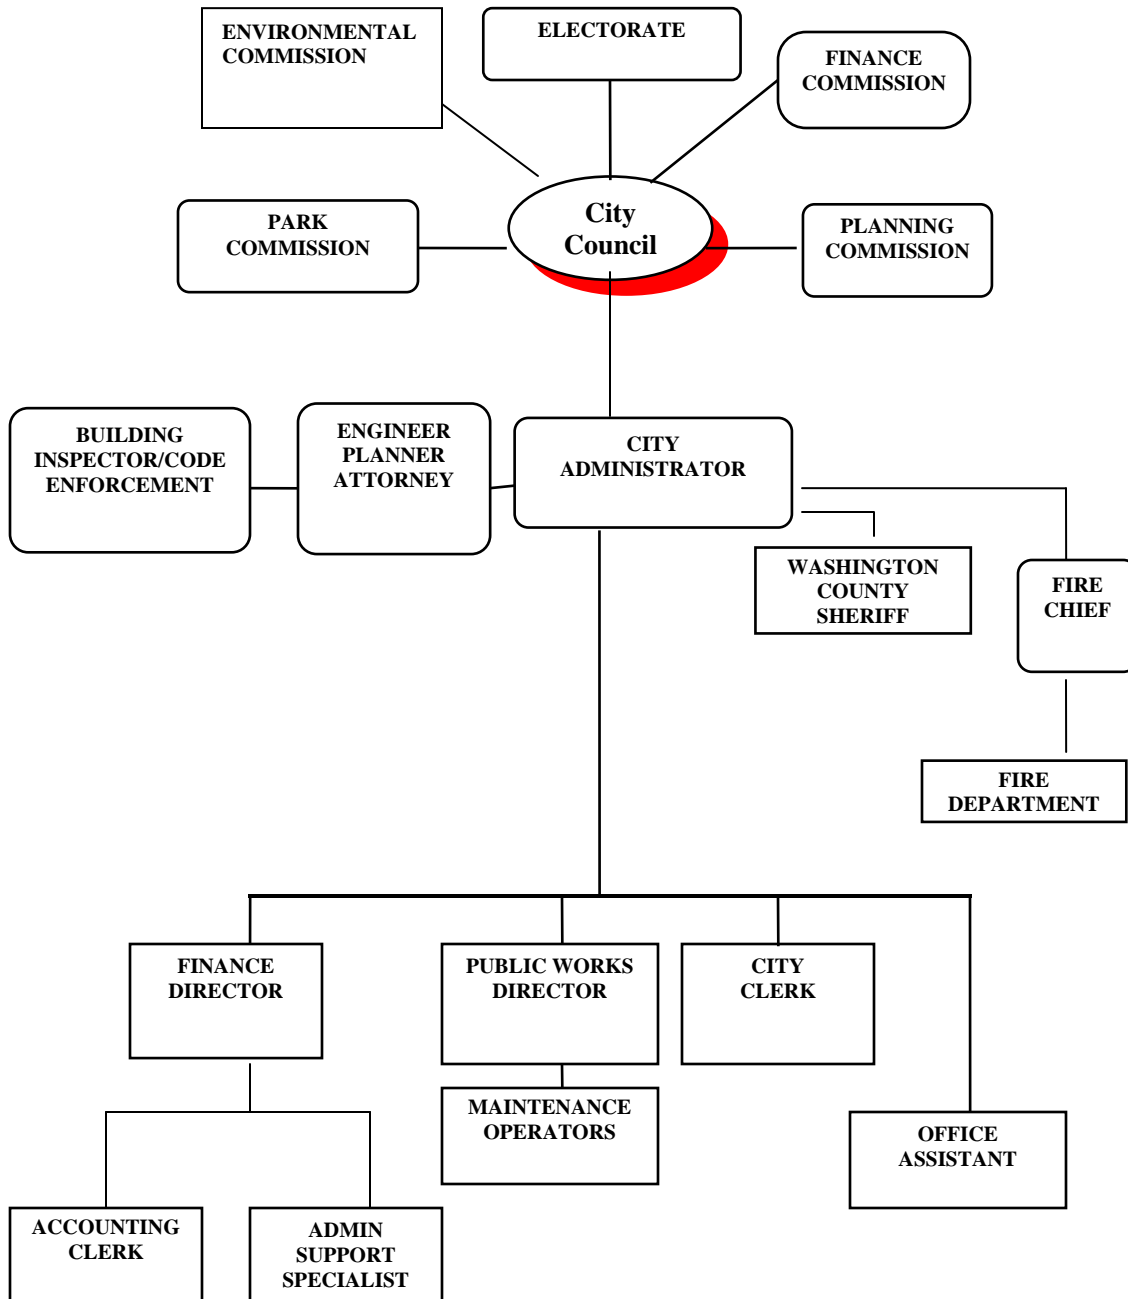 ENVIRONMENTAL
COMMISSION
ELECTORATE
FINANCE
COMMISSION
City
Council
PARK
COMMISSION
PLANNING
COMMISSION
BUILDING
INSPECTOR/CODE
ENFORCEMENT
ENGINEER
PLANNER
ATTORNEY
CITY
ADMINISTRATOR
WASHINGTON
COUNTY
SHERIFF
FIRE
CHIEF
FIRE
DEPARTMENT
FINANCE
DIRECTOR
PUBLIC WORKS
DIRECTOR
CITY
CLERK
MAINTENANCE
OPERATORS
OFFICE
ASSISTANT
ACCOUNTING
CLERK
ADMIN
SUPPORT
SPECIALIST